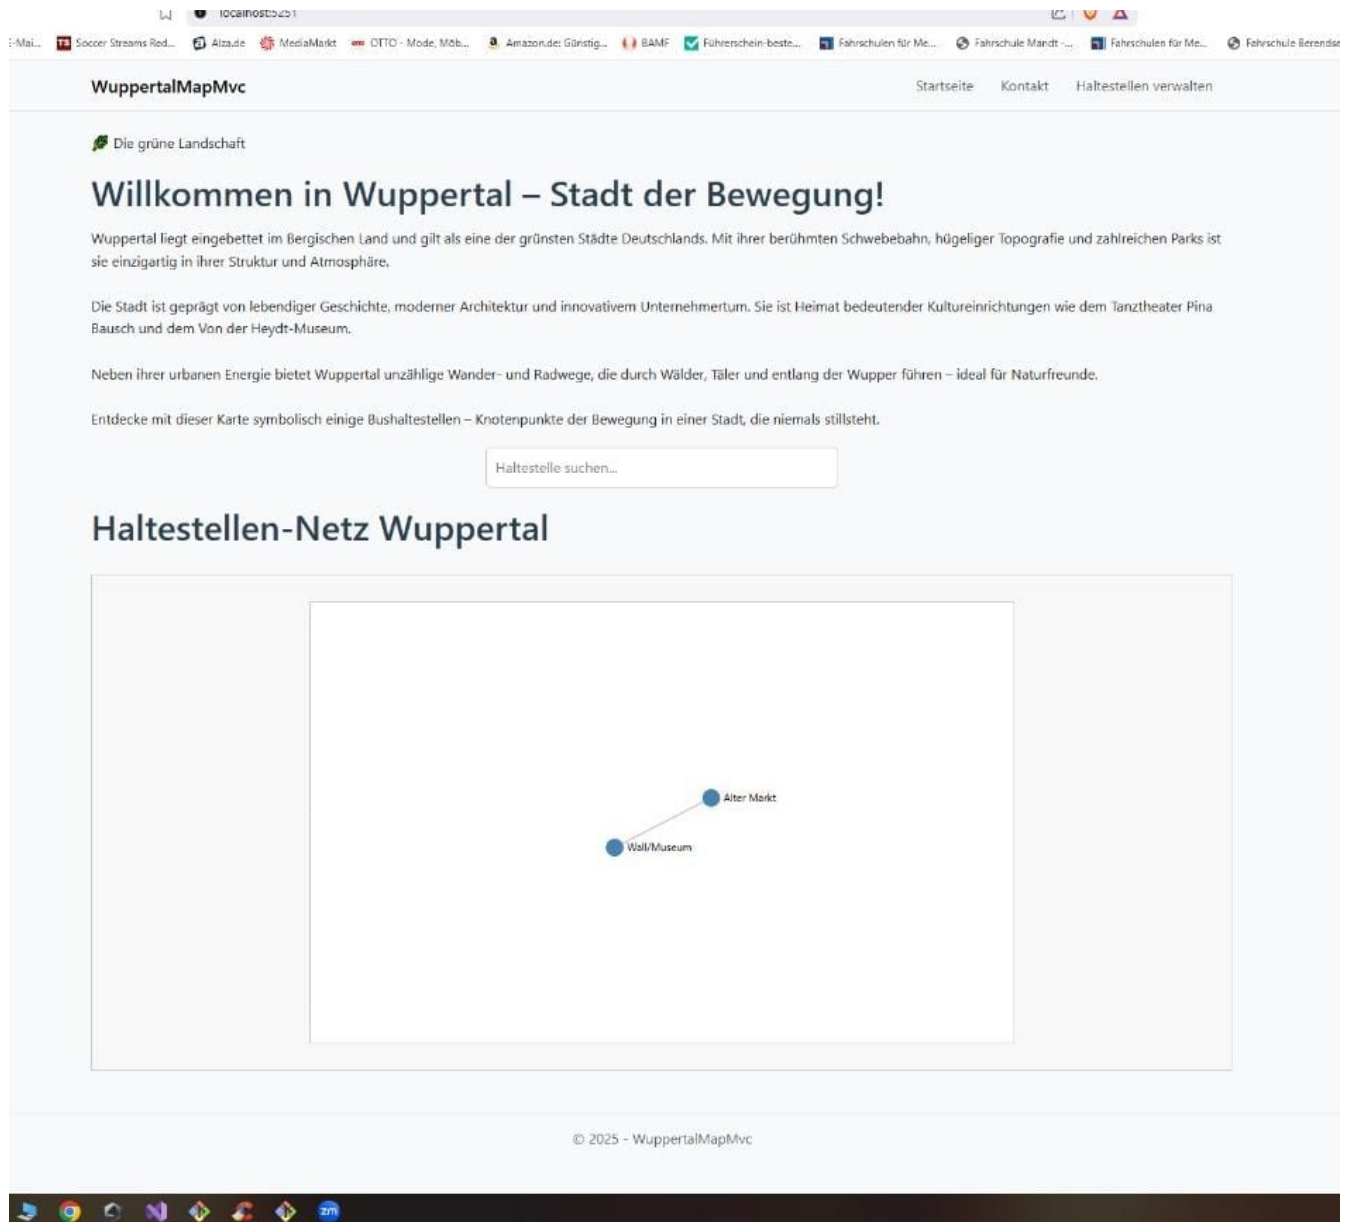 localhost:5251
E-Mai... Soccer Streams Red... Alza.de MediaMarkt OTTO - Mode, Möb... Amazon.de: Günstig... BAMF Führerschein-beste... Fahrschulen für Me... Fahrschule Mandt -... Fahrschulen für Me... Fahrschule Berendse
WuppertalMapMvc Startseite Kontakt Haltestellen verwalten
Die grüne Landschaft
Willkommen in Wuppertal – Stadt der Bewegung!
Wuppertal liegt eingebettet im Bergischen Land und gilt als eine der grünsten Städte Deutschlands. Mit ihrer berühmten Schwebebahn, hügeliger Topografie und zahlreichen Parks ist
sie einzigartig in ihrer Struktur und Atmosphäre.
Die Stadt ist geprägt von lebendiger Geschichte, moderner Architektur und innovativem Unternehmertum. Sie ist Heimat bedeutender Kultureinrichtungen wie dem Tanztheater Pina
Bausch und dem Von der Heydt-Museum.
Neben ihrer urbanen Energie bietet Wuppertal unzählige Wander- und Radwege, die durch Wälder, Täler und entlang der Wupper führen – ideal für Naturfreunde.
Entdecke mit dieser Karte symbolisch einige Bushaltestellen – Knotenpunkte der Bewegung in einer Stadt, die niemals stillsteht.
Haltestelle suchen...
Haltestellen-Netz Wuppertal
Alter Markt
Wall/Museum
© 2025 - WuppertalMapMvc
zm